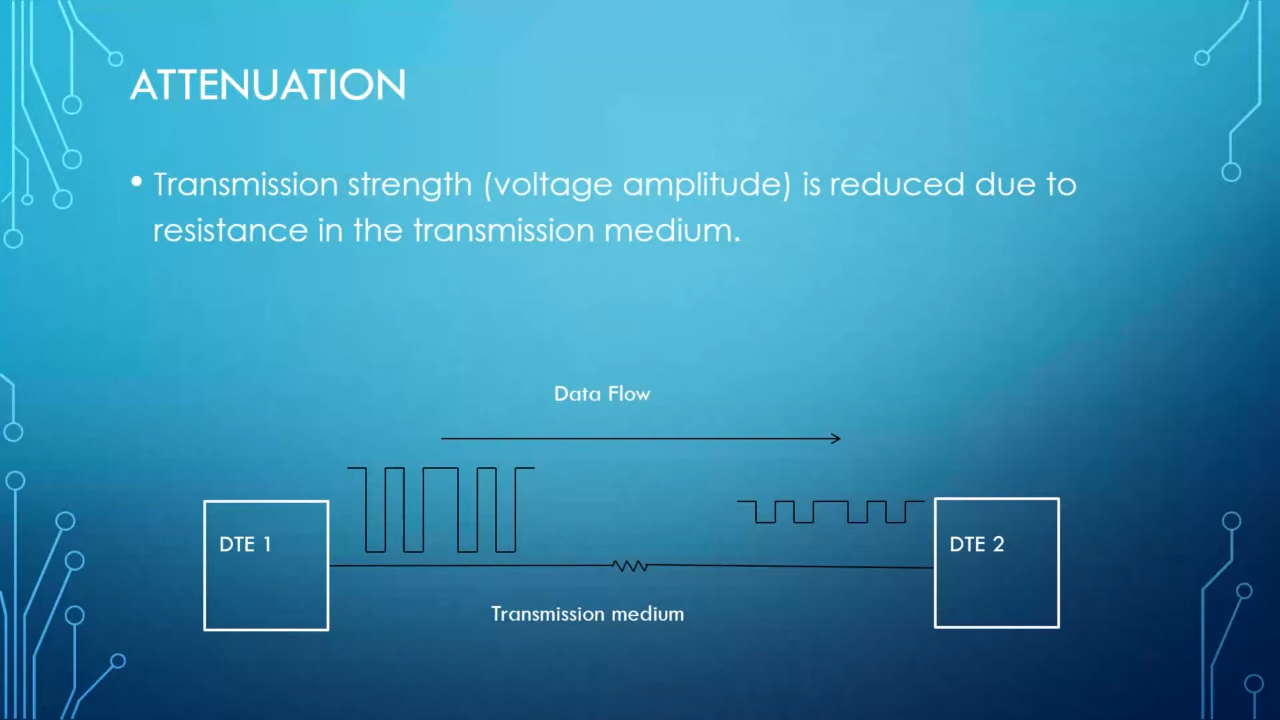 ATTENUATION
• Transmission strength (voltage amplitude) is reduced due to
resistance in the transmission medium.
Data Flow
DTE 1
DTE 2
Transmission medium